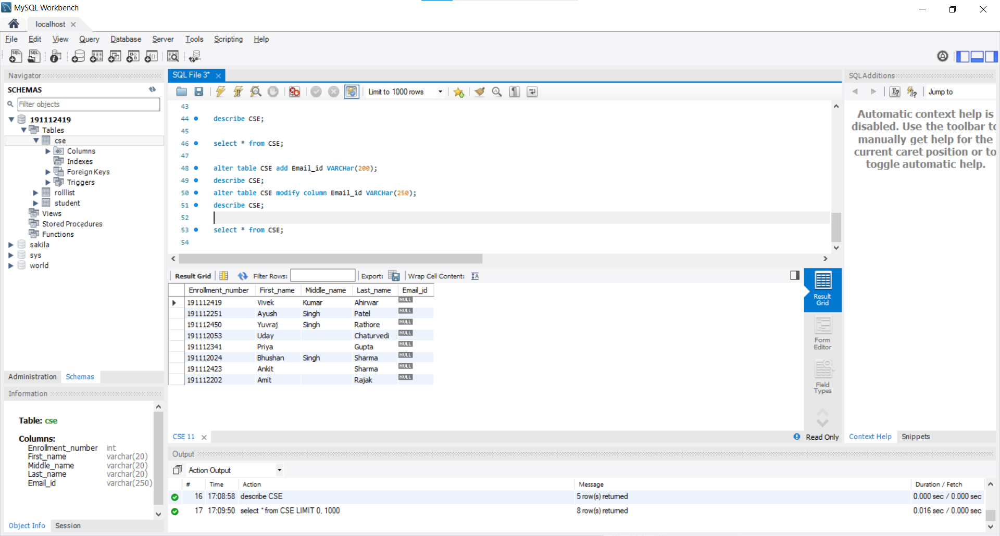 MySQL Workbench
localhost
File Edit View Query Database Server Tools Scripting Help
Navigator
SCHEMAS
Filter objects
191112419
Tables
cse
Columns
Indexes
Foreign Keys
Triggers
rolllist
student
Views
Stored Procedures
Functions
sakila
sys
world
Administration Schemas
Information
Table: cse
Columns:
Enrollment_number int
First_name varchar(20)
Middle_name varchar(20)
Last_name varchar(20)
Email_id varchar(250)
Object Info Session
SQL File 3*
Limit to 1000 rows
43
44 describe CSE;
45
46 select * from CSE;
47
48 alter table CSE add Email_id VARCHar(200);
49 describe CSE;
50 alter table CSE modify column Email_id VARCHar(250);
51 describe CSE;
52
53 select * from CSE;
54
Result Grid Filter Rows: Export: Wrap Cell Content:
Enrollment_number First_name Middle_name Last_name Email_id
191112419 Vivek Kumar Ahirwar NULL
191112251 Ayush Singh Patel NULL
191112450 Yuvraj Singh Rathore NULL
191112053 Uday Chaturvedi NULL
191112341 Priya Gupta NULL
191112024 Bhushan Singh Sharma NULL
191112423 Ankit Sharma NULL
191112202 Amit Rajak NULL
Result
Grid
Form
Editor
Field
Types
CSE 11
Read Only
Output
Action Output
# Time Action Message Duration / Fetch
16 17:08:58 describe CSE 5 row(s) returned 0.000 sec / 0.000 sec
17 17:09:50 select * from CSE LIMIT 0, 1000 8 row(s) returned 0.016 sec / 0.000 sec
SQLAdditions
Jump to
Automatic context help is
disabled. Use the toolbar to
manually get help for the
current caret position or to
toggle automatic help.
Context Help Snippets